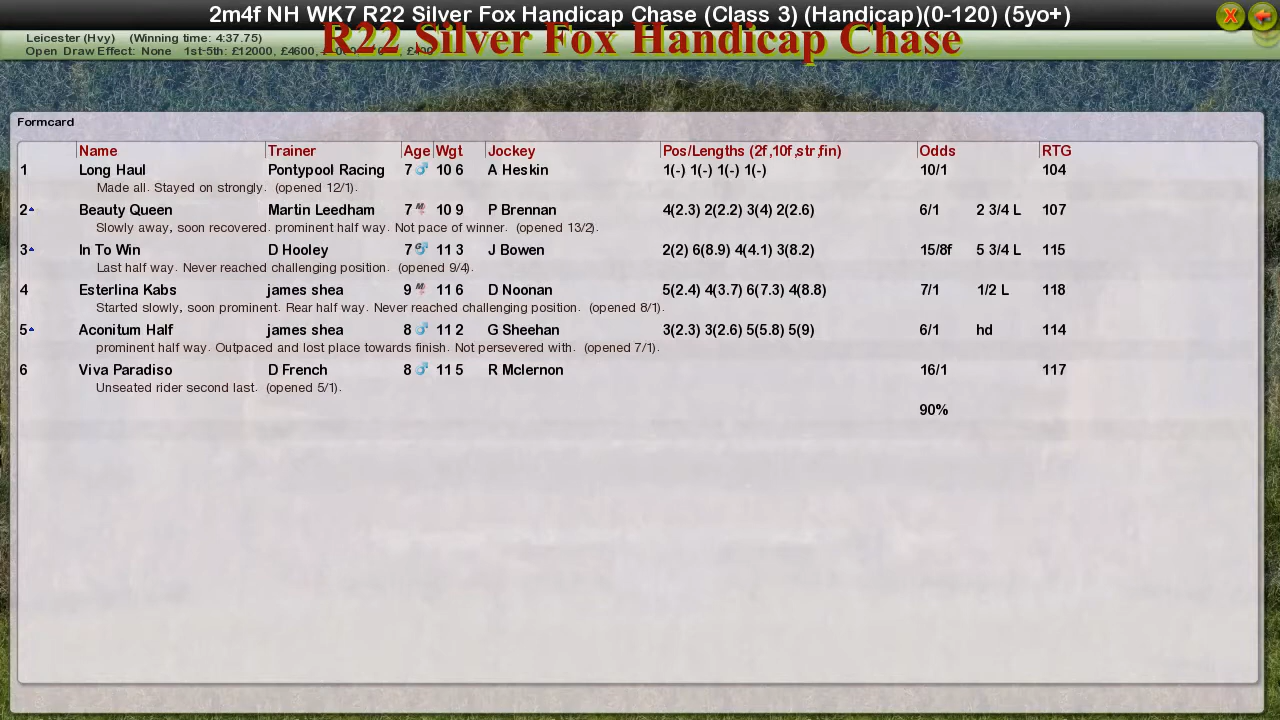 2m4f NH WK7 R22 Silver Fox Handicap Chase (Class 3) (Handicap)(0-120) (5yo+)
R22 Silver Fox Handicap Chase
Leicester (Hvy) (Winning time: 4:37.75)
Open Draw Effect: None 1st-5th: £12000, £4600,
Formcard
Name Trainer Age Wgt Jockey Pos/Lengths (2f,10f,str,fin) Odds RTG
1 Long Haul Pontypool Racing 7 10 6 A Heskin 1(-) 1(-) 1(-) 1(-) 10/1 104
Made all. Stayed on strongly. (opened 12/1).
2 Beauty Queen Martin Leedham 7 10 9 P Brennan 4(2.3) 2(2.2) 3(4) 2(2.6) 6/1 2 3/4 L 107
Slowly away, soon recovered. prominent half way. Not pace of winner. (opened 13/2).
3 In To Win D Hooley 7 11 3 J Bowen 2(2) 6(8.9) 4(4.1) 3(8.2) 15/8f 5 3/4 L 115
Last half way. Never reached challenging position. (opened 9/4).
4 Esterlina Kabs james shea 9 11 6 D Noonan 5(2.4) 4(3.7) 6(7.3) 4(8.8) 7/1 1/2 L 118
Started slowly, soon prominent. Rear half way. Never reached challenging position. (opened 8/1).
5 Aconitum Half james shea 8 11 2 G Sheehan 3(2.3) 3(2.6) 5(5.8) 5(9) 6/1 hd 114
prominent half way. Outpaced and lost place towards finish. Not persevered with. (opened 7/1).
6 Viva Paradiso D French 8 11 5 R Mclernon 16/1 117
Unseated rider second last. (opened 5/1).
90%